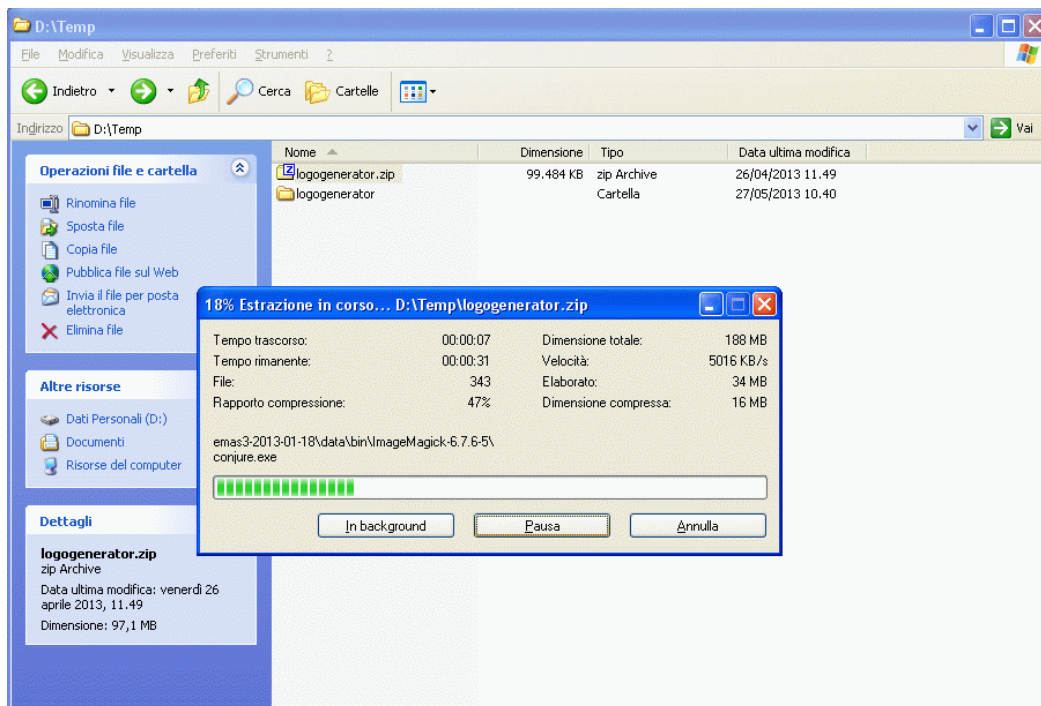 D:\Temp
File Modifica Visualizza Preferiti Strumenti ?
Indietro Cerca Cartelle
Indirizzo D:\Temp Vai
Nome Dimensione Tipo Data ultima modifica
logogenerator.zip 99.484 KB zip Archive 26/04/2013 11.49
logogenerator Cartella 27/05/2013 10.40
Operazioni file e cartella
Rinomina file
Sposta file
Copia file
Pubblica file sul Web
Invia il file per posta
elettronica
Elimina file
Altre risorse
Dati Personali (D:)
Documenti
Risorse del computer
Dettagli
logogenerator.zip
zip Archive
Data ultima modifica: venerdì 26
aprile 2013, 11.49
Dimensione: 97,1 MB
18% Estrazione in corso... D:\Temp\logogenerator.zip
Tempo trascorso: 00:00:07 Dimensione totale: 188 MB
Tempo rimanente: 00:00:31 Velocità: 5016 KB/s
File: 343 Elaborato: 34 MB
Rapporto compressione: 47% Dimensione compressa: 16 MB
emas3-2013-01-18\data\bin\ImageMagick-6.7.6-5\
conjure.exe
In background Pausa Annulla